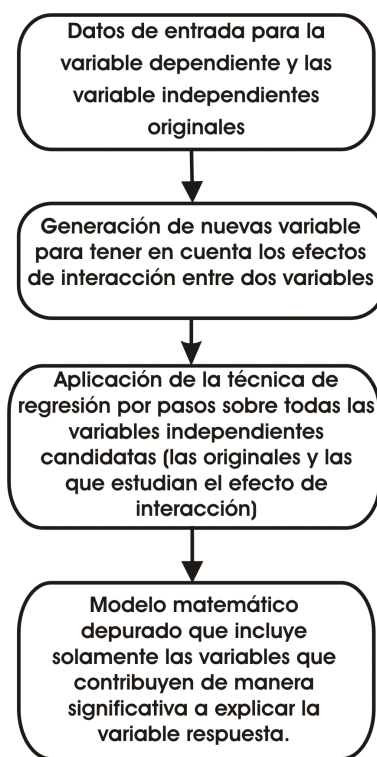 Datos de entrada para la
variable dependiente y las
variable independientes
originales
Generación de nuevas variable
para tener en cuenta los efectos
de interacción entre dos variables
Aplicación de la técnica de
regresión por pasos sobre todas las
variables independientes
candidatas (las originales y las
que estudian el efecto de
interacción)
Modelo matemático
depurado que incluye
solamente las variables que
contribuyen de manera
significativa a explicar la
variable respuesta.